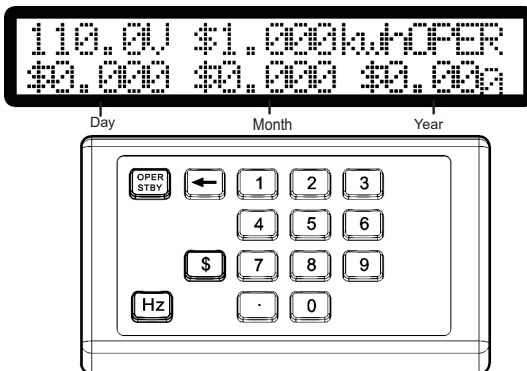 110.0V $1.000kwhOPER
$0.000 $0.000 $0.000
Day Month Year
OPER STBY ← 1 2 3
4 5 6
$ 7 8 9
Hz . 0